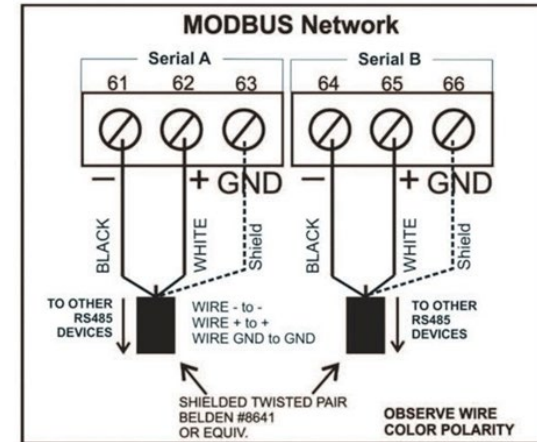 MODBUS Network
Serial A
Serial B
61 62 63
64 65 66
− + GND
− + GND
BLACK
WHITE
Shield
BLACK
WHITE
Shield
TO OTHER
RS485
DEVICES
WIRE - to -
WIRE + to +
WIRE GND to GND
TO OTHER
RS485
DEVICES
SHIELDED TWISTED PAIR
BELDEN #8641
OR EQUIV.
OBSERVE WIRE
COLOR POLARITY